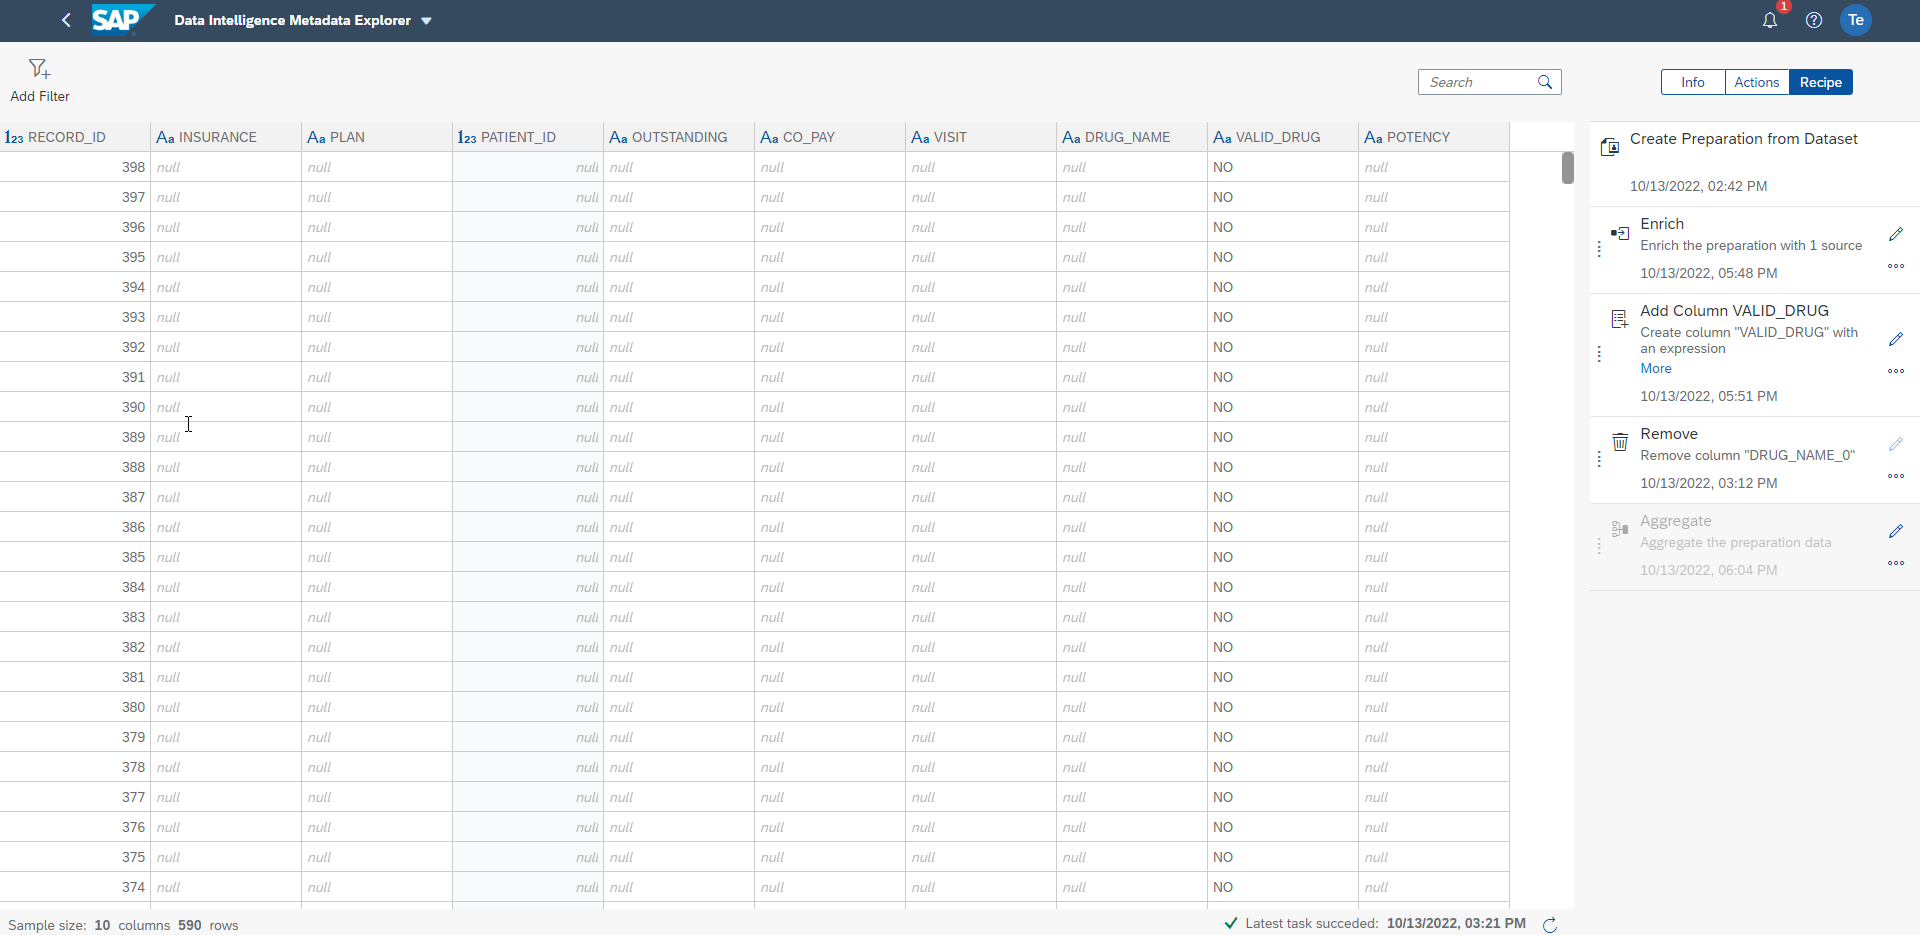 SAP Data Intelligence Metadata Explorer 1 Te
Add Filter Search Info Actions Recipe
123 RECORD_ID Aa INSURANCE Aa PLAN 123 PATIENT_ID Aa OUTSTANDING Aa CO_PAY Aa VISIT Aa DRUG_NAME Aa VALID_DRUG Aa POTENCY
398 null null null null null null null NO null
397 null null null null null null null NO null
396 null null null null null null null NO null
395 null null null null null null null NO null
394 null null null null null null null NO null
393 null null null null null null null NO null
392 null null null null null null null NO null
391 null null null null null null null NO null
390 null null null null null null null NO null
389 null null null null null null null NO null
388 null null null null null null null NO null
387 null null null null null null null NO null
386 null null null null null null null NO null
385 null null null null null null null NO null
384 null null null null null null null NO null
383 null null null null null null null NO null
382 null null null null null null null NO null
381 null null null null null null null NO null
380 null null null null null null null NO null
379 null null null null null null null NO null
378 null null null null null null null NO null
377 null null null null null null null NO null
376 null null null null null null null NO null
375 null null null null null null null NO null
374 null null null null null null null NO null
Create Preparation from Dataset
10/13/2022, 02:42 PM
Enrich
Enrich the preparation with 1 source
10/13/2022, 05:48 PM
Add Column VALID_DRUG
Create column "VALID_DRUG" with
an expression
More
10/13/2022, 05:51 PM
Remove
Remove column "DRUG_NAME_0"
10/13/2022, 03:12 PM
Aggregate
Aggregate the preparation data
10/13/2022, 06:04 PM
Sample size: 10 columns 590 rows Latest task succeded: 10/13/2022, 03:21 PM